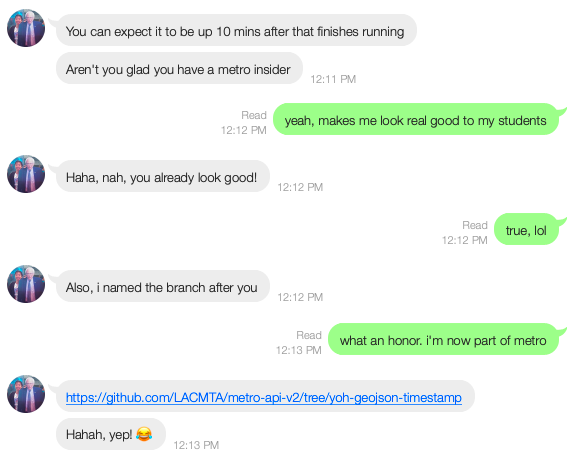 You can expect it to be up 10 mins after that finishes running
Aren't you glad you have a metro insider
12:11 PM
Read
12:12 PM
yeah, makes me look real good to my students
Haha, nah, you already look good!
12:12 PM
Read
12:12 PM
true, lol
Also, i named the branch after you
12:12 PM
Read
12:13 PM
what an honor. i'm now part of metro
https://github.com/LACMTA/metro-api-v2/tree/yoh-geojson-timestamp
Hahah, yep! 😂
12:13 PM